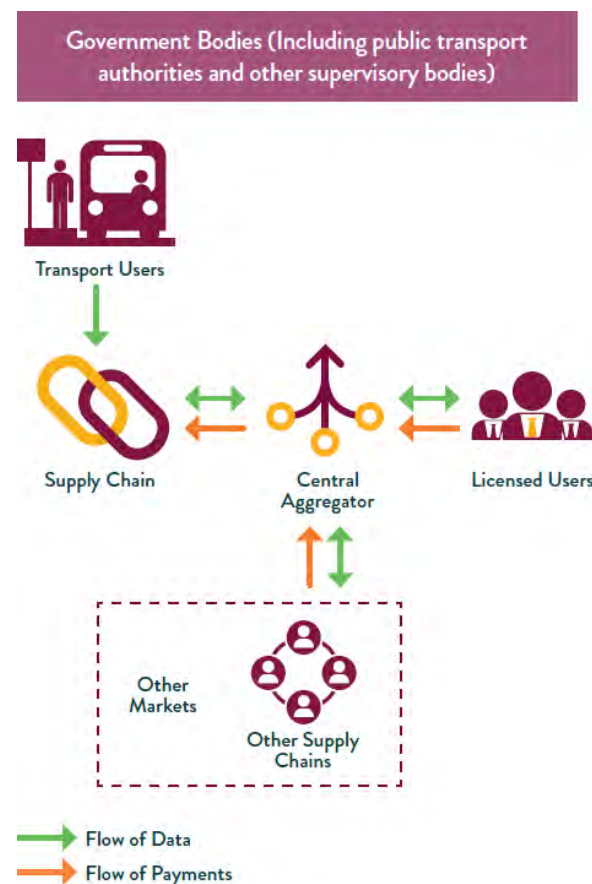 Government Bodies (Including public transport
authorities and other supervisory bodies)
Transport Users
Supply Chain
Central
Aggregator
Licensed Users
Other
Markets
Other Supply
Chains
Flow of Data
Flow of Payments